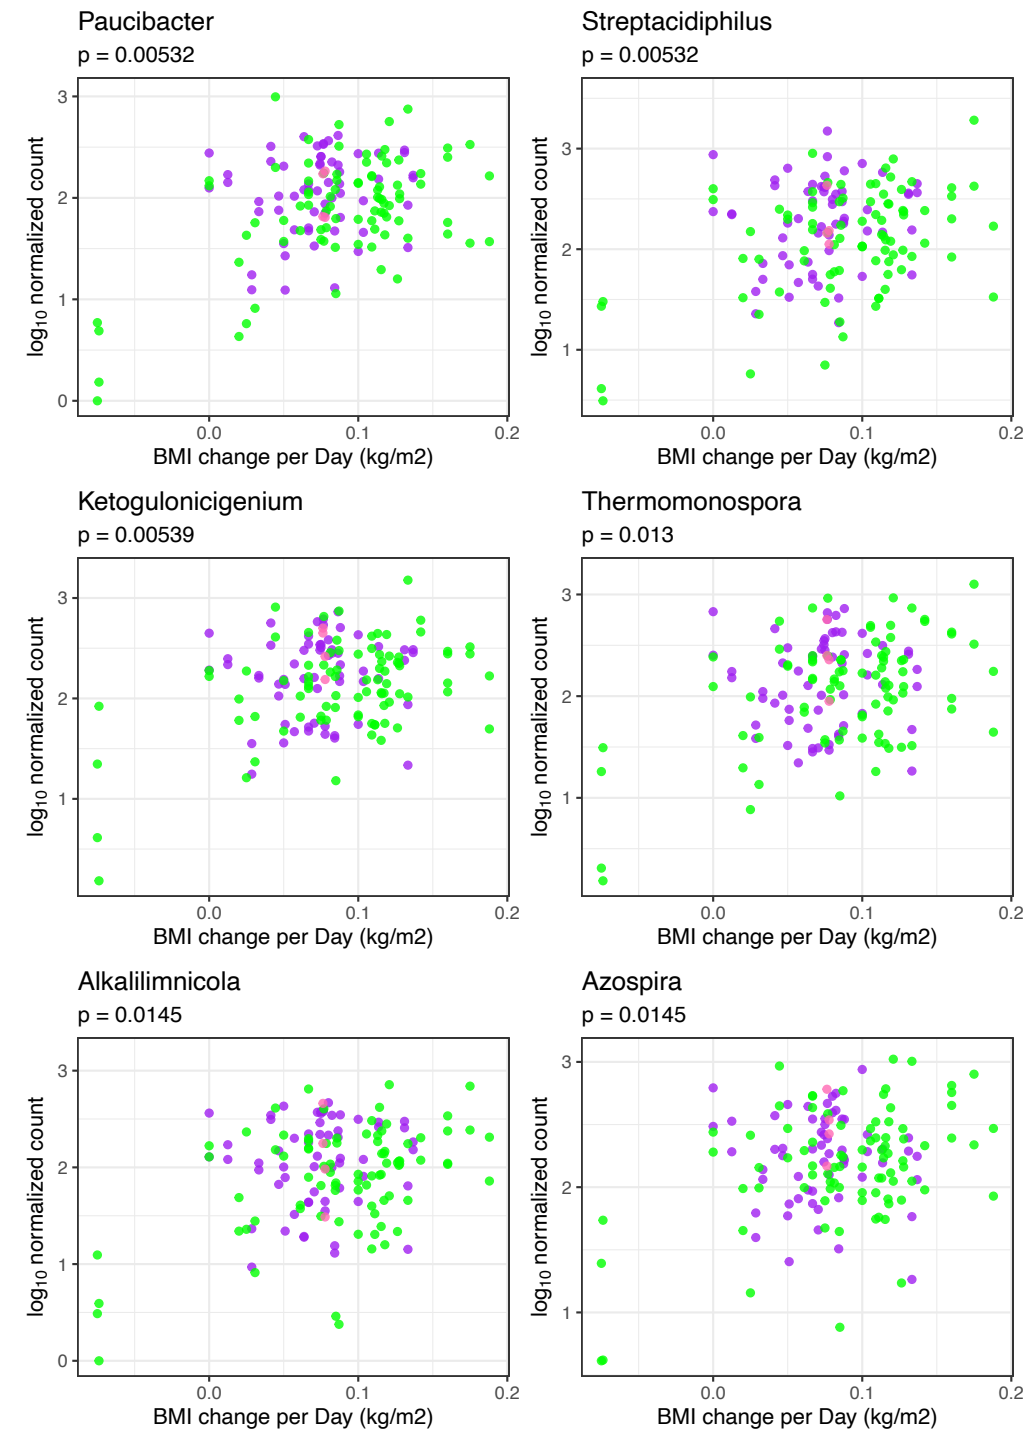 Paucibacter
p = 0.00532
3
2
1
0
log10 normalized count
0.0 0.1 0.2
BMI change per Day (kg/m2)
Streptacidiphilus
p = 0.00532
3
2
1
log10 normalized count
0.0 0.1 0.2
BMI change per Day (kg/m2)
Ketogulonicigenium
p = 0.00539
3
2
1
log10 normalized count
0.0 0.1 0.2
BMI change per Day (kg/m2)
Thermomonospora
p = 0.013
3
2
1
log10 normalized count
0.0 0.1 0.2
BMI change per Day (kg/m2)
Alkalilimnicola
p = 0.0145
3
2
1
0
log10 normalized count
0.0 0.1 0.2
BMI change per Day (kg/m2)
Azospira
p = 0.0145
3
2
1
log10 normalized count
0.0 0.1 0.2
BMI change per Day (kg/m2)